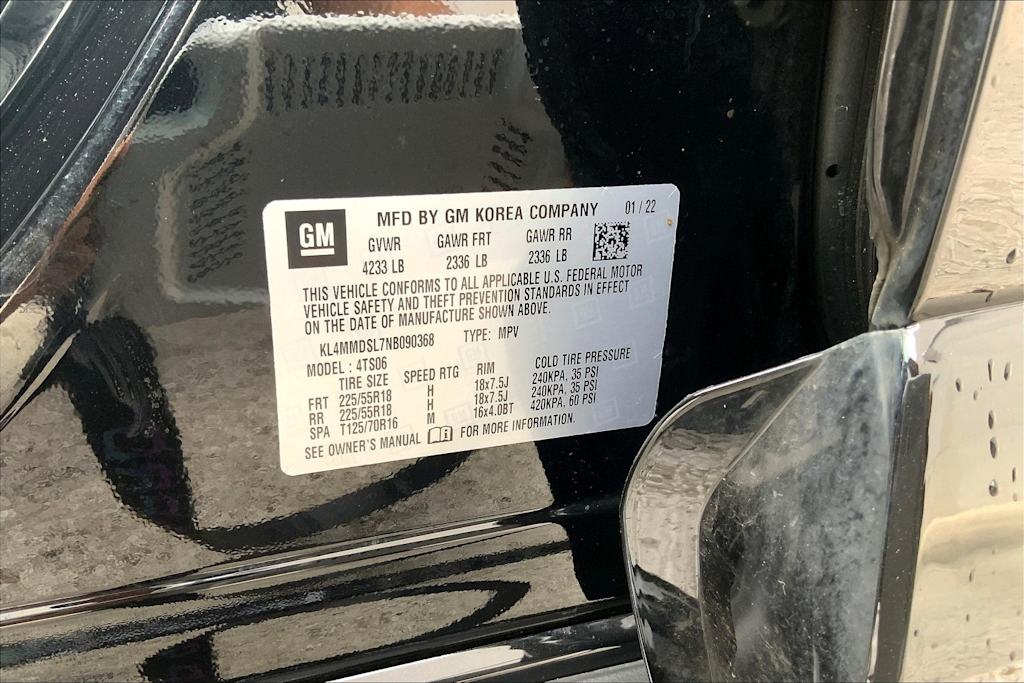 GM
MFD BY GM KOREA COMPANY 01 / 22
GVWR GAWR FRT GAWR RR
4233 LB 2336 LB 2336 LB
THIS VEHICLE CONFORMS TO ALL APPLICABLE U.S. FEDERAL MOTOR
VEHICLE SAFETY AND THEFT PREVENTION STANDARDS IN EFFECT
ON THE DATE OF MANUFACTURE SHOWN ABOVE.
KL4MMDSL7NB090368 TYPE: MPV
MODEL : 4TS06
TIRE SIZE SPEED RTG RIM COLD TIRE PRESSURE
FRT 225/55R18 H 18x7.5J 240KPA, 35 PSI
RR 225/55R18 H 18x7.5J 240KPA, 35 PSI
SPA T125/70R16 M 16x4.0BT 420KPA, 60 PSI
SEE OWNER'S MANUAL FOR MORE INFORMATION.